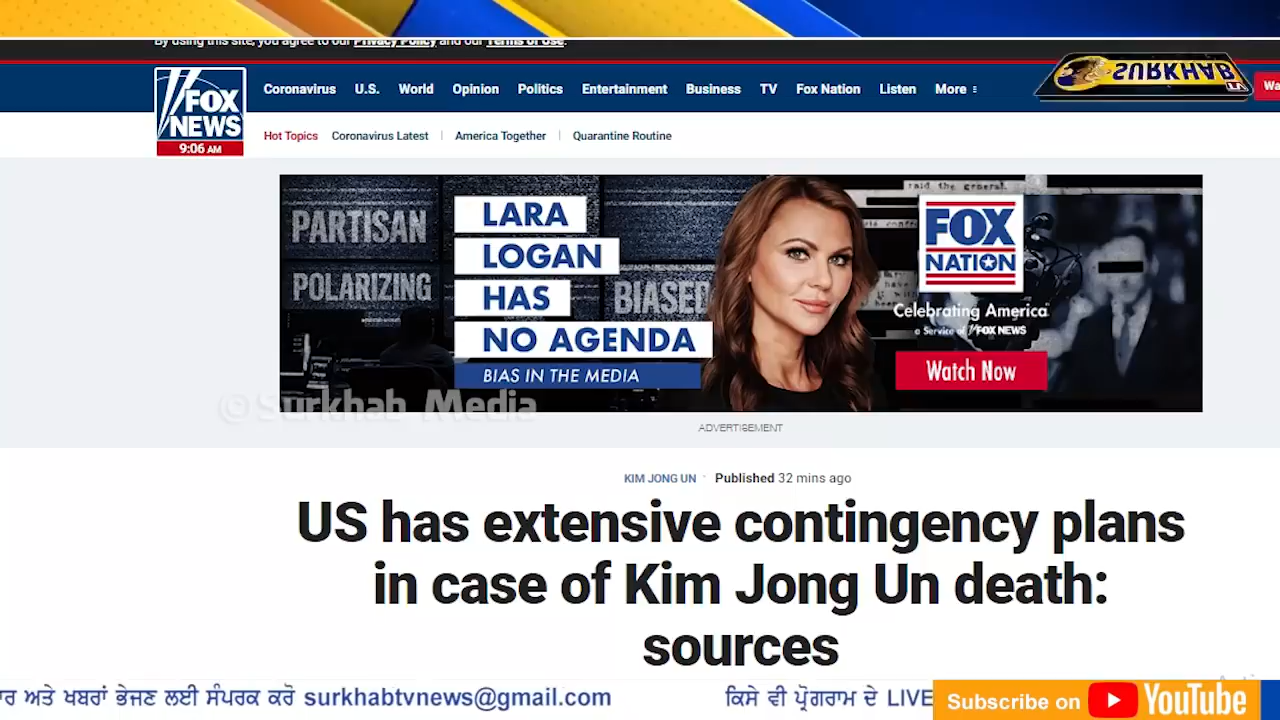 By using this site, you agree to our Privacy Policy and our Terms of Use.
FOX
NEWS
9:06 AM
Coronavirus U.S. World Opinion Politics Entertainment Business TV Fox Nation Listen More
SURKHAB
Hot Topics Coronavirus Latest America Together Quarantine Routine
PARTISAN
POLARIZING
BIASED
LARA
LOGAN
HAS
NO AGENDA
BIAS IN THE MEDIA
said the general.
FOX
NATION
Celebrating America
a Service of FOX NEWS
Watch Now
© Surkhab Media
ADVERTISEMENT
KIM JONG UN · Published 32 mins ago
US has extensive contingency plans
in case of Kim Jong Un death:
sources
ਅਤੇ ਖਬਰਾਂ ਭੇਜਣ ਲਈ ਸੰਪਰਕ ਕਰੋ surkhabtvnews@gmail.com ਕਿਸੇ ਵੀ ਪ੍ਰੋਗਰਾਮ ਦੇ LIVE
Subscribe on YouTube